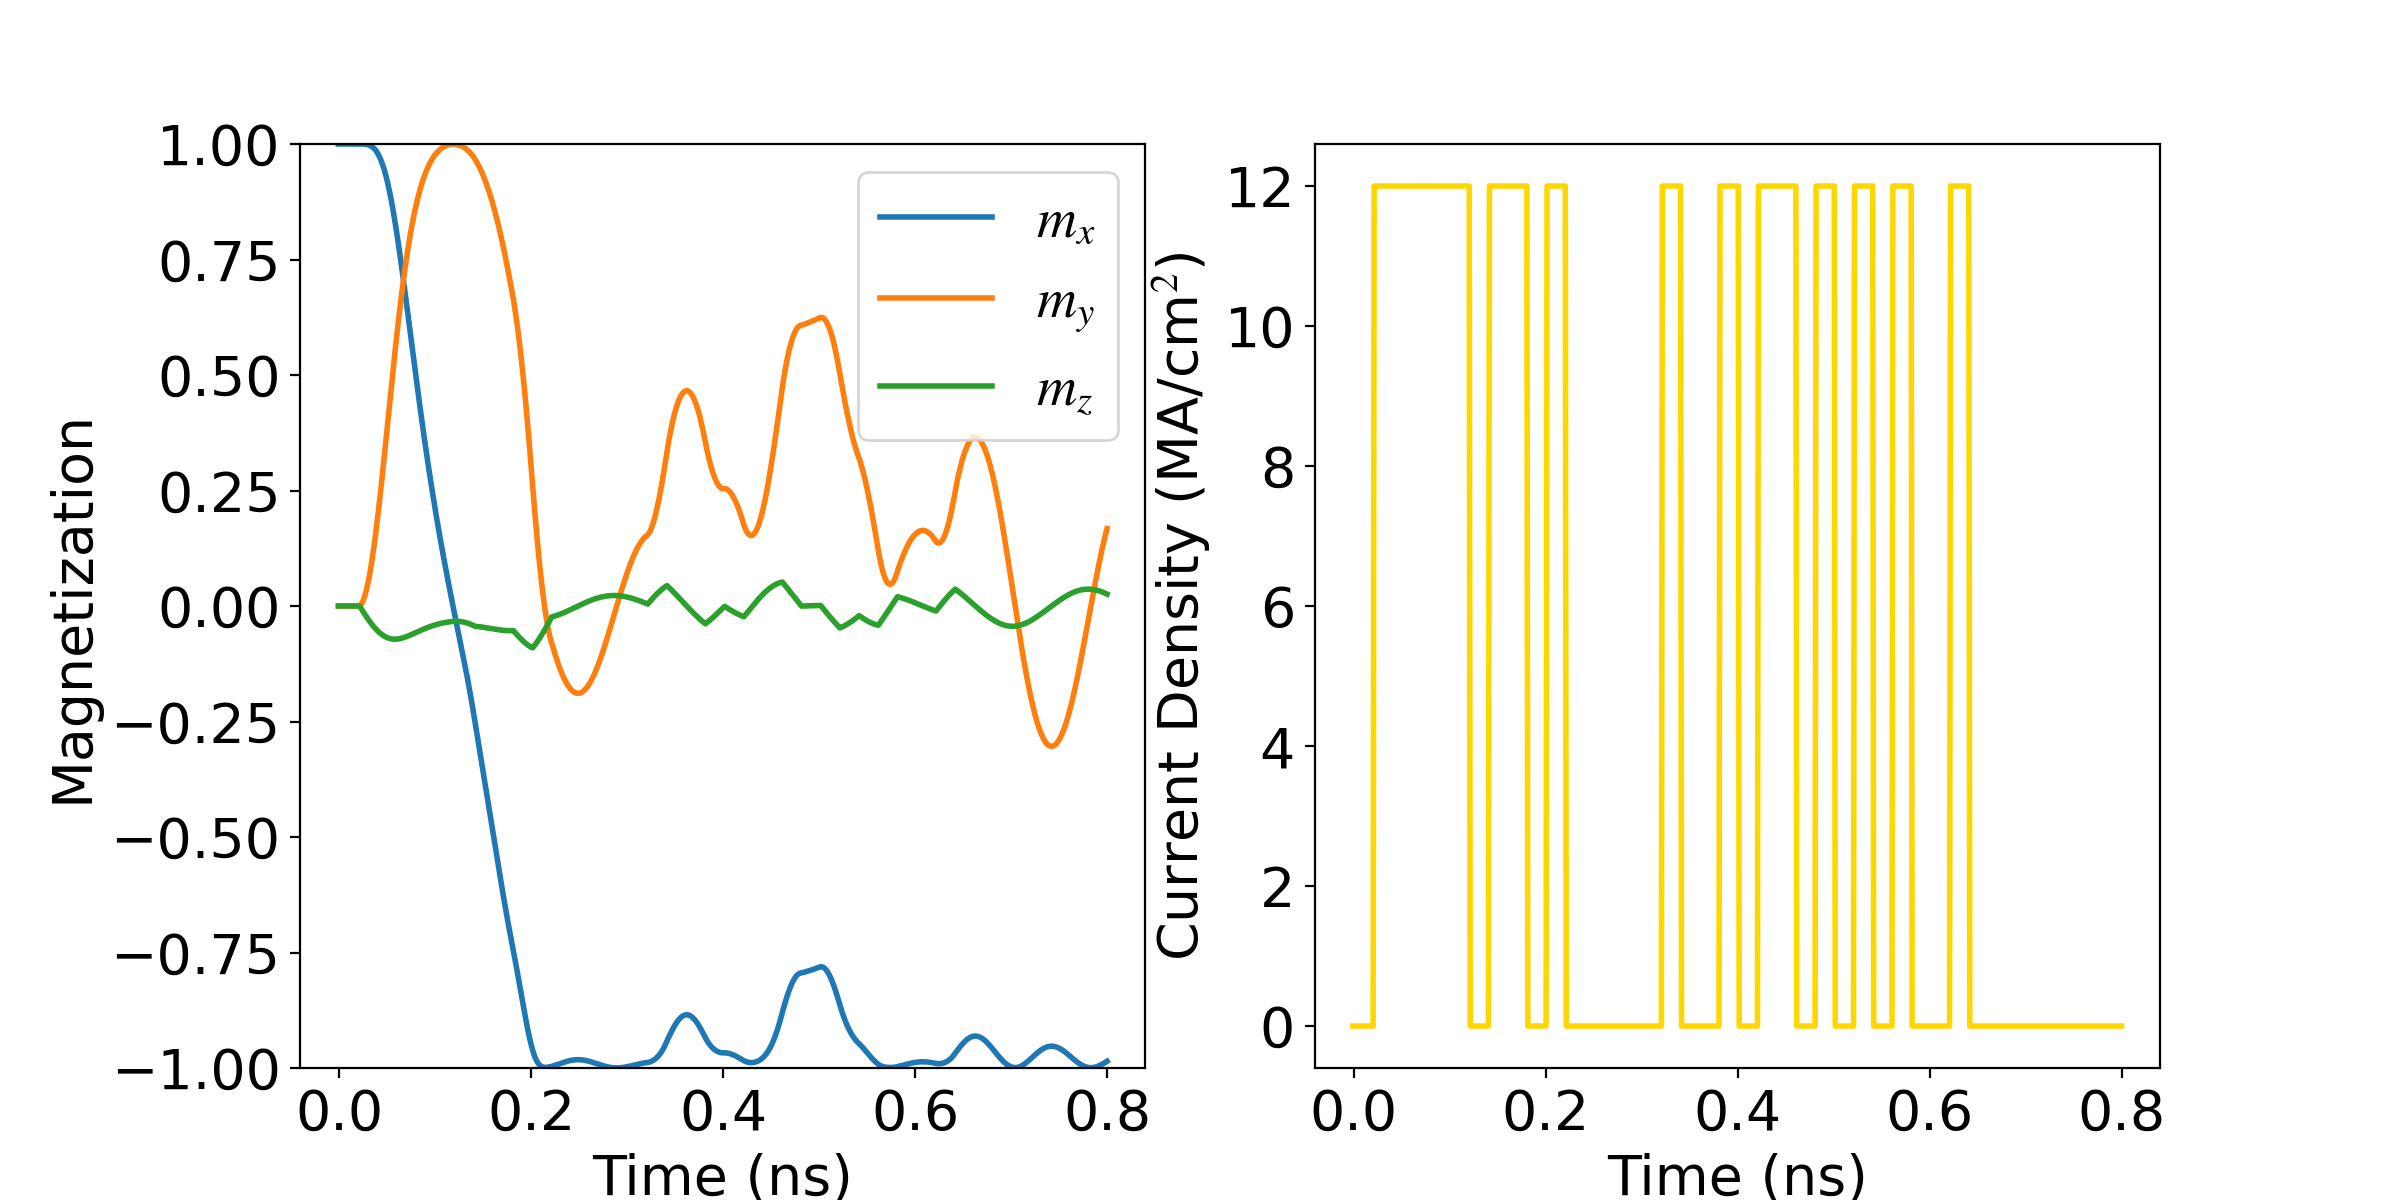 1.00
0.75
0.50
0.25
0.00
−0.25
−0.50
−0.75
−1.00
Magnetization
0.0 0.2 0.4 0.6 0.8
Time (ns)
m_x
m_y
m_z
12
10
8
6
4
2
0
Current Density (MA/cm²)
0.0 0.2 0.4 0.6 0.8
Time (ns)